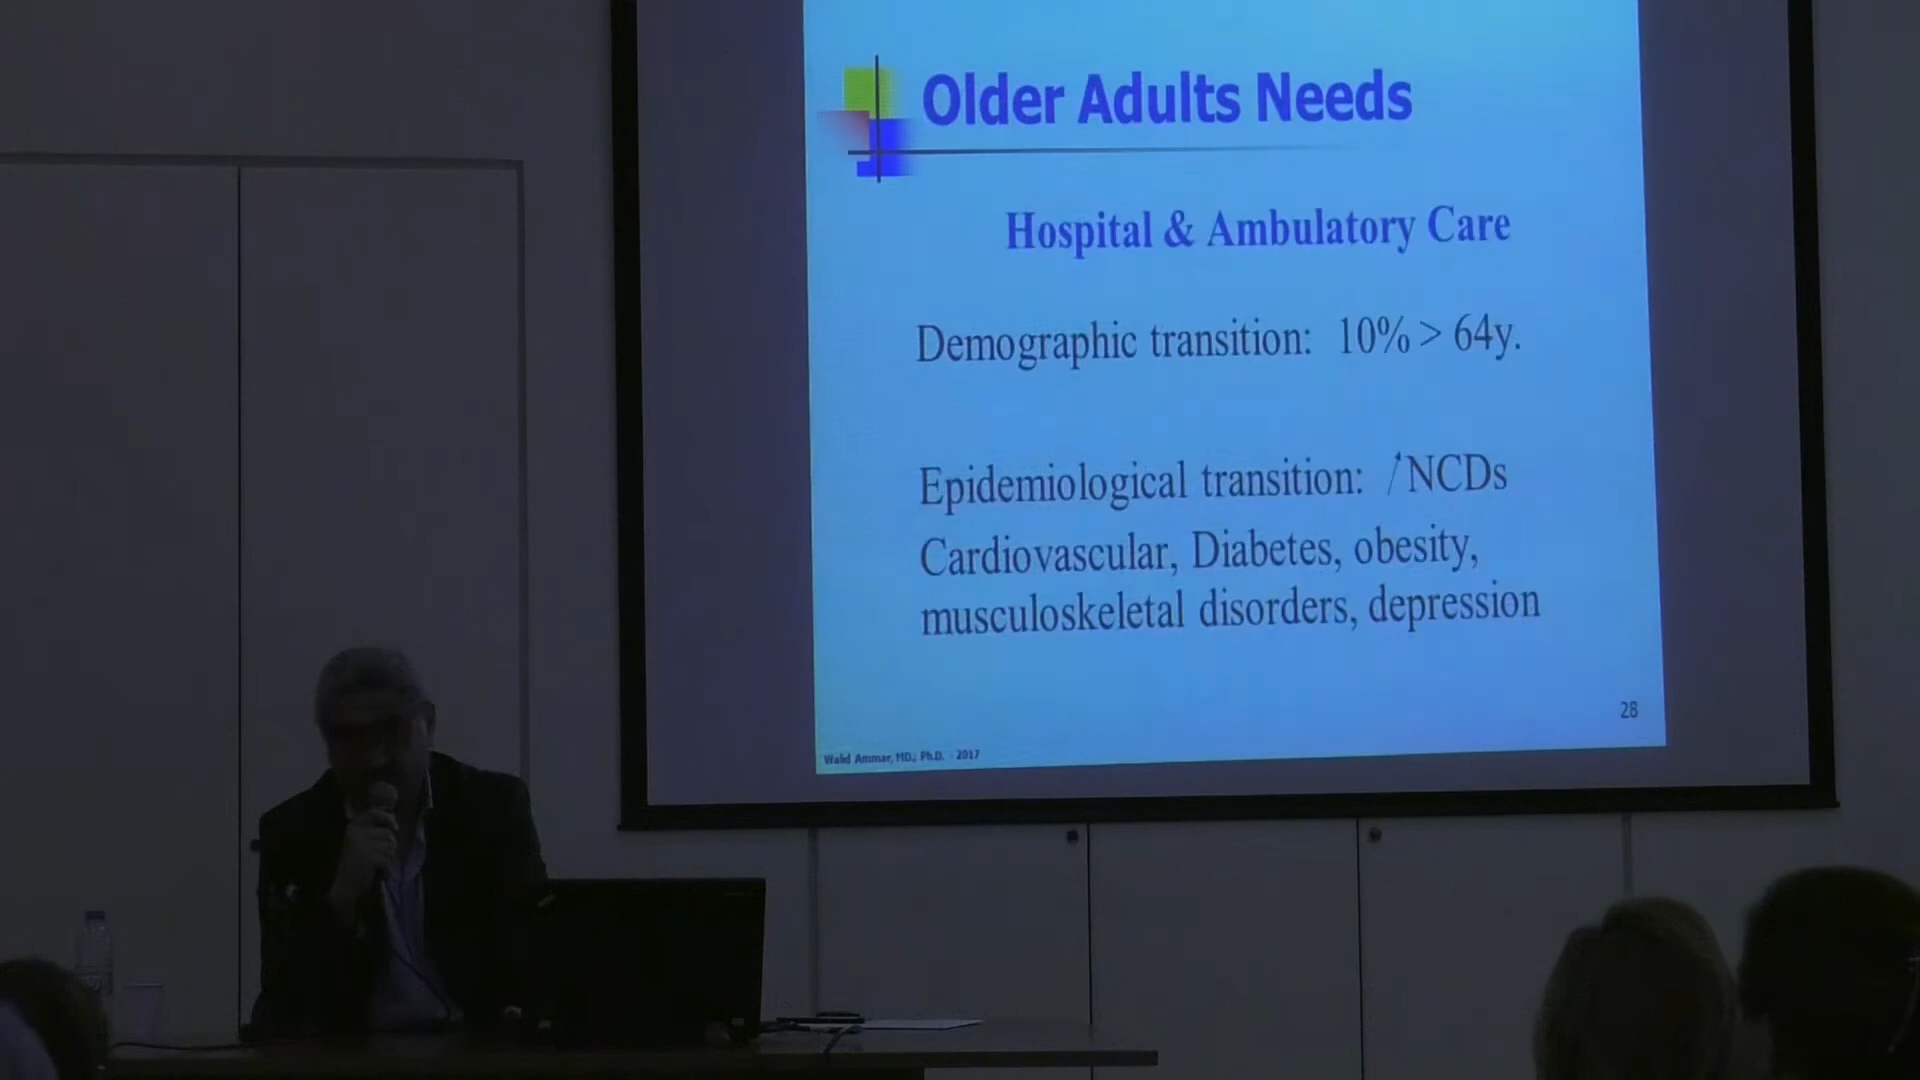 Older Adults Needs
Hospital & Ambulatory Care
Demographic transition: 10% > 64y.
Epidemiological transition: NCDs
Cardiovascular, Diabetes, obesity,
musculoskeletal disorders, depression
28
Walid Ammar, MD.; Ph.D. - 2017